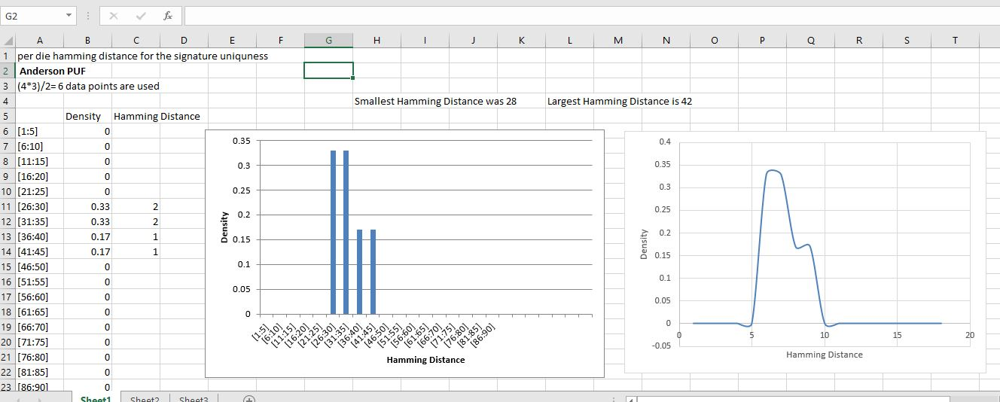 G2
fx
A B C D E F G H I J K L M N O P Q R S T
1 per die hamming distance for the signature uniquness
2 Anderson PUF
3 (4*3)/2= 6 data points are used
4 Smallest Hamming Distance was 28 Largest Hamming Distance is 42
5 Density Hamming Distance
6 [1:5] 0
7 [6:10] 0
8 [11:15] 0
9 [16:20] 0
10 [21:25] 0
11 [26:30] 0.33 2
12 [31:35] 0.33 2
13 [36:40] 0.17 1
14 [41:45] 0.17 1
15 [46:50] 0
16 [51:55] 0
17 [56:60] 0
18 [61:65] 0
19 [66:70] 0
20 [71:75] 0
21 [76:80] 0
22 [81:85] 0
23 [86:90] 0
0.35
0.3
0.25
0.2
0.15
0.1
0.05
0
Density
[1:5] [6:10] [11:15] [16:20] [21:25] [26:30] [31:35] [36:40] [41:45] [46:50] [51:55] [56:60] [61:65] [66:70] [71:75] [76:80] [81:85] [86:90]
Hamming Distance
0.4
0.35
0.3
0.25
0.2
0.15
0.1
0.05
0
-0.05
Density
0 5 10 15 20
Hamming Distance
Sheet1 Sheet2 Sheet3